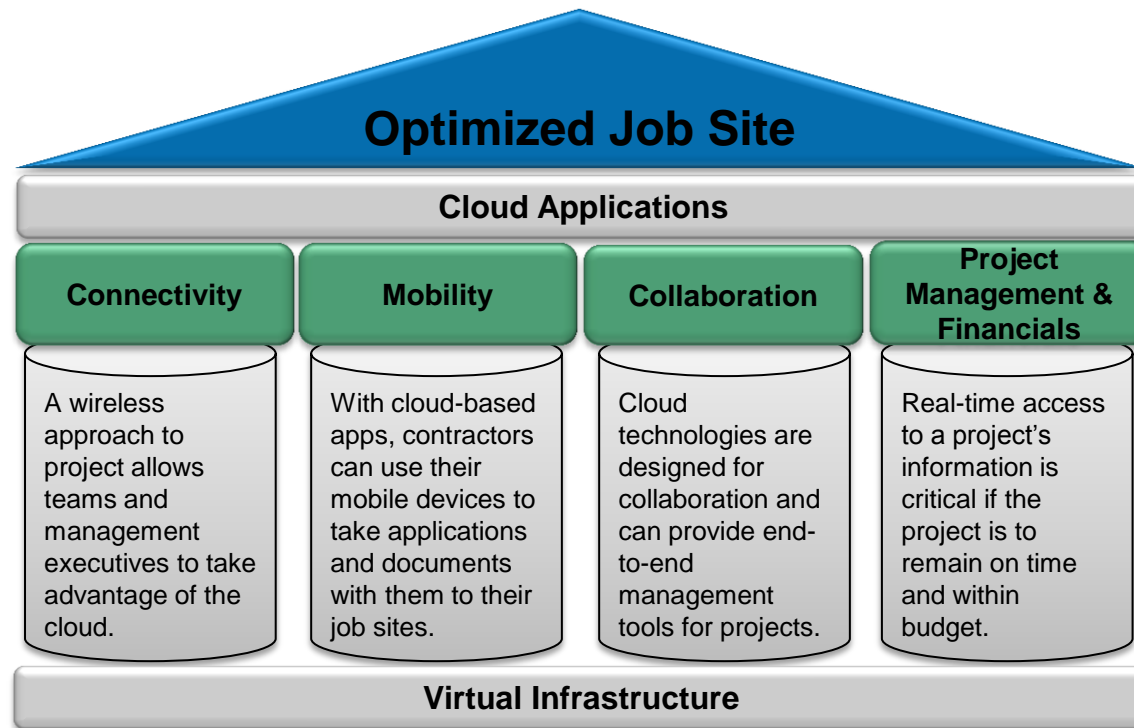 Optimized Job Site
Cloud Applications
Connectivity
Mobility
Collaboration
Project
Management &
Financials
A wireless
approach to
project allows
teams and
management
executives to take
advantage of the
cloud.
With cloud-based
apps, contractors
can use their
mobile devices to
take applications
and documents
with them to their
job sites.
Cloud
technologies are
designed for
collaboration and
can provide end-
to-end
management
tools for projects.
Real-time access
to a project’s
information is
critical if the
project is to
remain on time
and within
budget.
Virtual Infrastructure